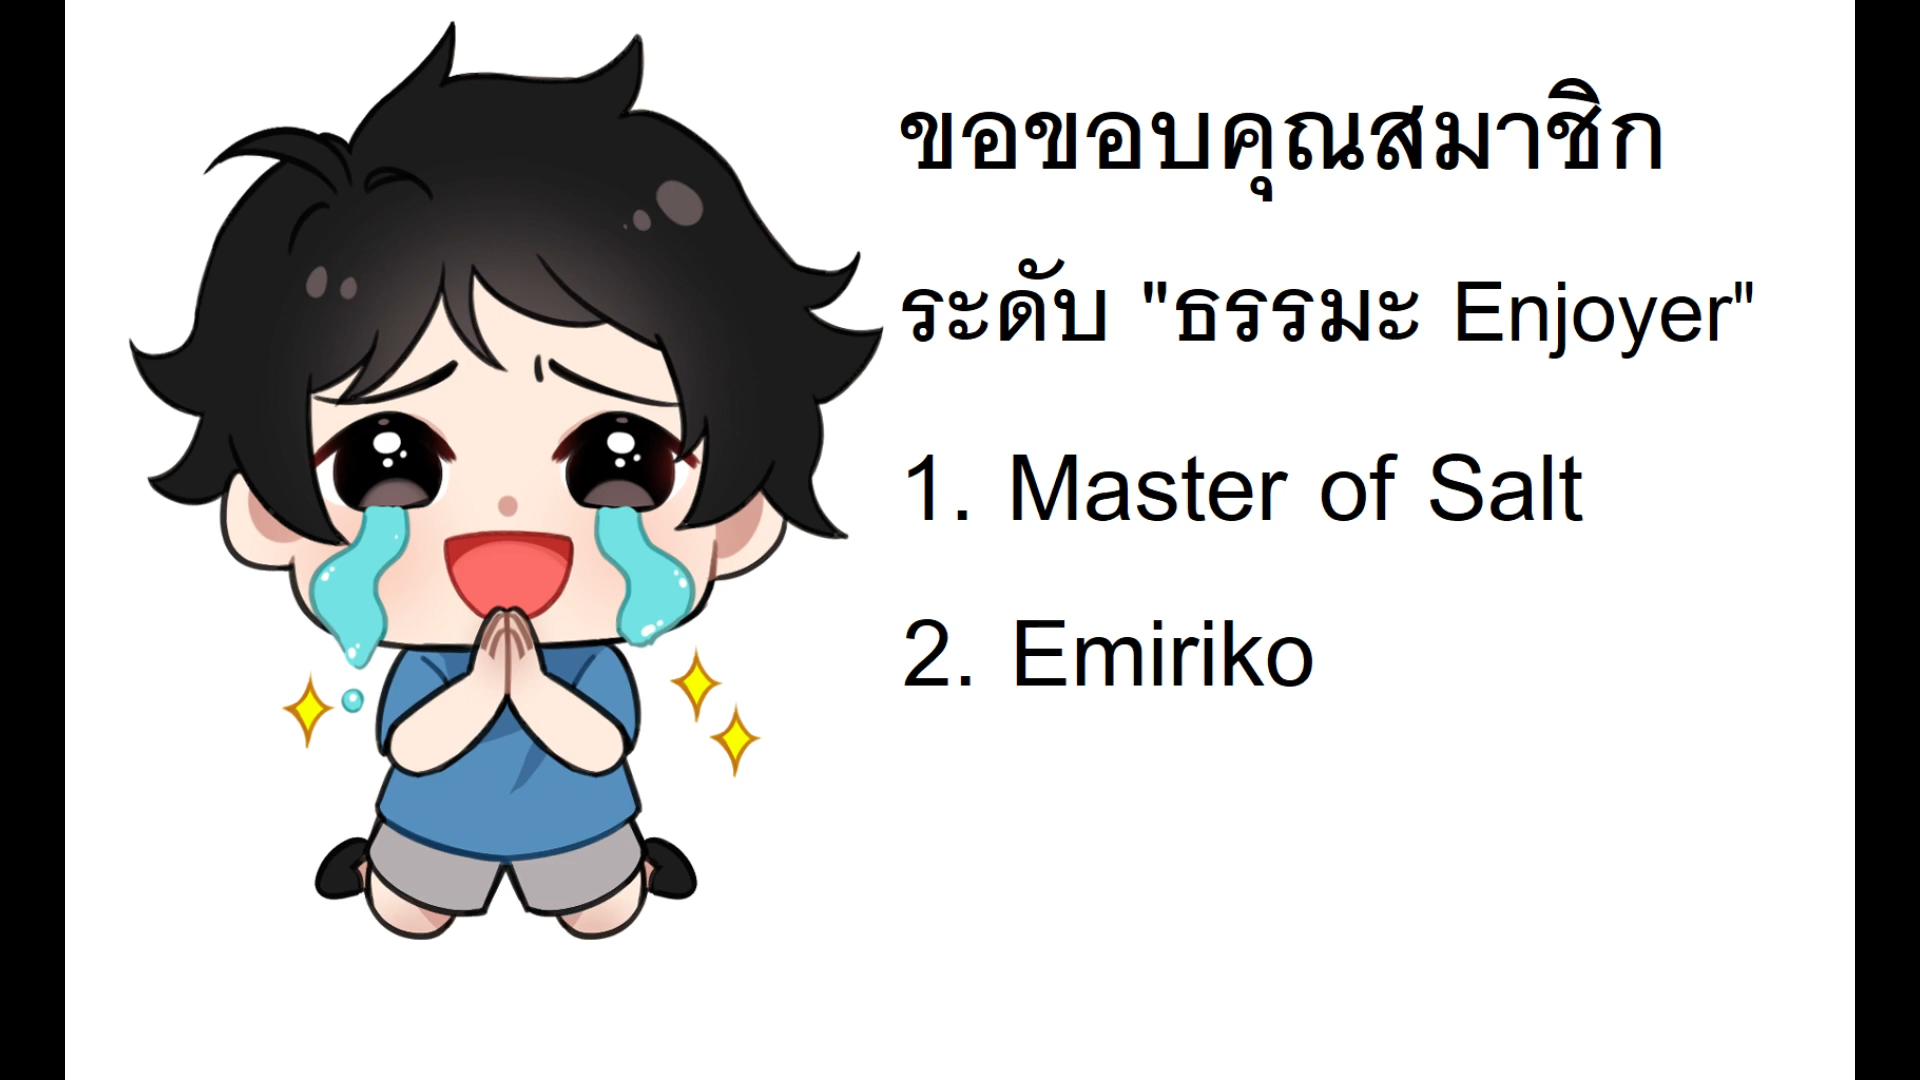 ขอขอบคุณสมาชิก
ระดับ "ธรรมะ Enjoyer"
1. Master of Salt
2. Emiriko